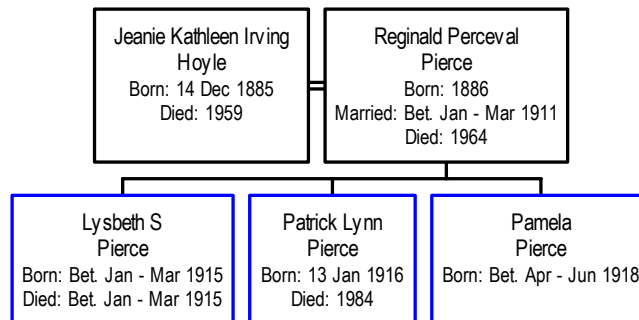 Jeanie Kathleen Irving
Hoyle
Born: 14 Dec 1885
Died: 1959
Reginald Perceval
Pierce
Born: 1886
Married: Bet. Jan - Mar 1911
Died: 1964
Lysbeth S
Pierce
Born: Bet. Jan - Mar 1915
Died: Bet. Jan - Mar 1915
Patrick Lynn
Pierce
Born: 13 Jan 1916
Died: 1984
Pamela
Pierce
Born: Bet. Apr - Jun 1918